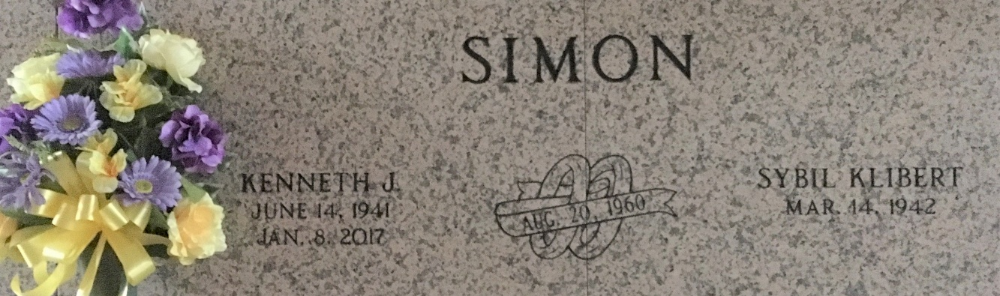 SIMON
KENNETH J.
JUNE 14, 1941
JAN. 8, 2017
AUG. 20, 1960
SYBIL KLIBERT
MAR. 14, 1942